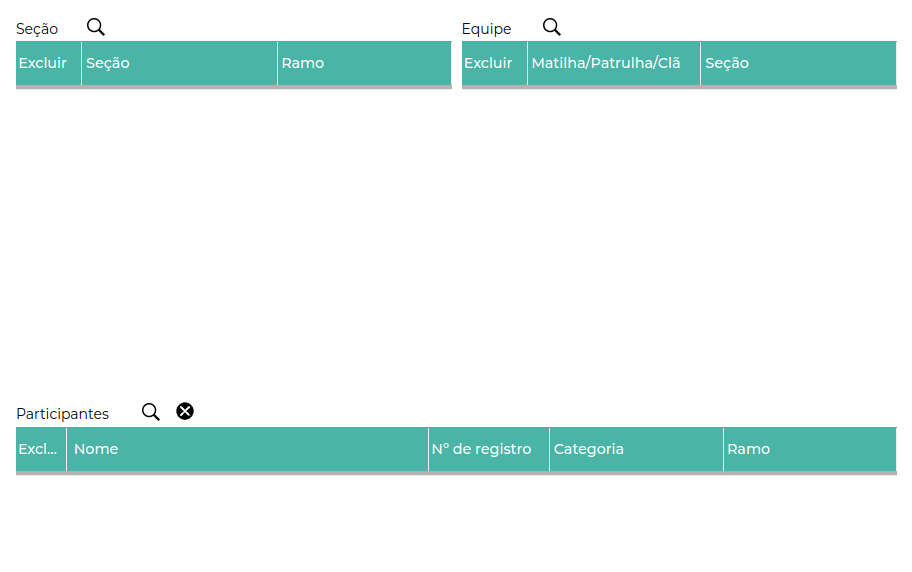 Seção
Equipe
Excluir Seção Ramo
Excluir Matilha/Patrulha/Clã Seção
Participantes
Excl... Nome Nº de registro Categoria Ramo